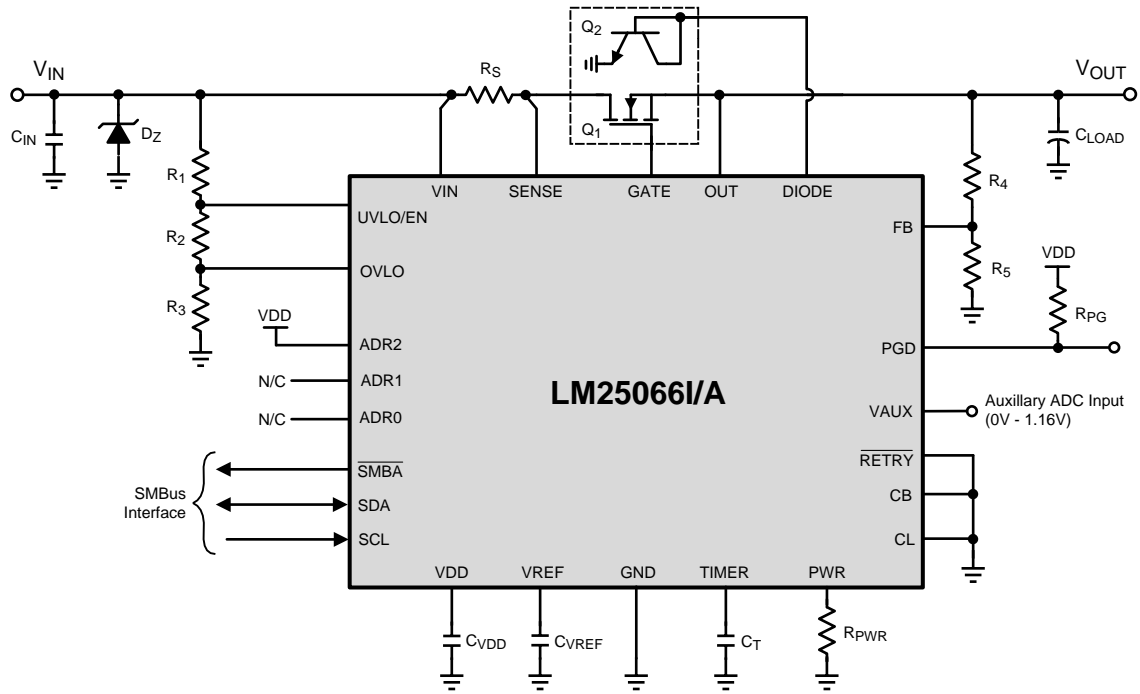 Q2
Q1
VIN
RS
VOUT
CIN
DZ
CLOAD
R1
R2
R3
R4
R5
VDD
RPG
VIN
SENSE
GATE
OUT
DIODE
UVLO/EN
OVLO
FB
VDD
ADR2
N/C
ADR1
N/C
ADR0
PGD
LM25066I/A
VAUX
Auxillary ADC Input
(0V - 1.16V)
SMBus
Interface
SMBA
SDA
SCL
RETRY
CB
CL
VDD
VREF
GND
TIMER
PWR
CVDD
CVREF
CT
RPWR